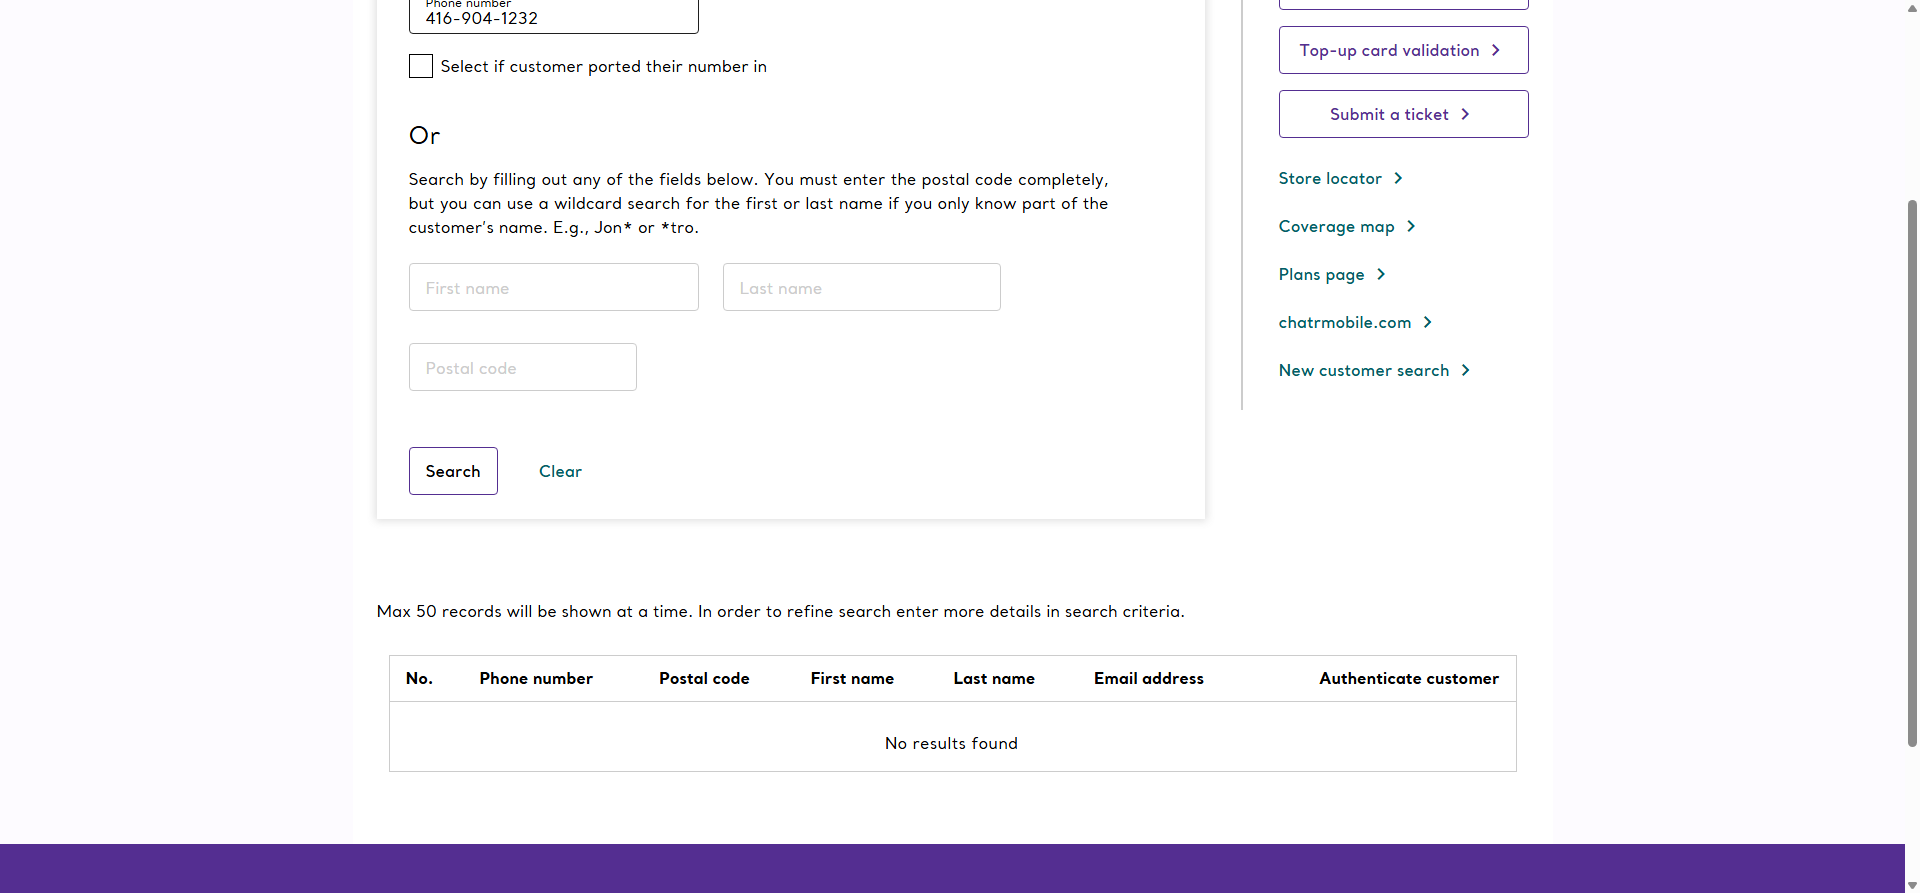 Phone number
416-904-1232
Select if customer ported their number in
Or
Search by filling out any of the fields below. You must enter the postal code completely,
but you can use a wildcard search for the first or last name if you only know part of the
customer's name. E.g., Jon* or *tro.
First name
Last name
Postal code
Search
Clear
Top-up card validation
Submit a ticket
Store locator
Coverage map
Plans page
chatrmobile.com
New customer search
Max 50 records will be shown at a time. In order to refine search enter more details in search criteria.
No. Phone number Postal code First name Last name Email address Authenticate customer
No results found